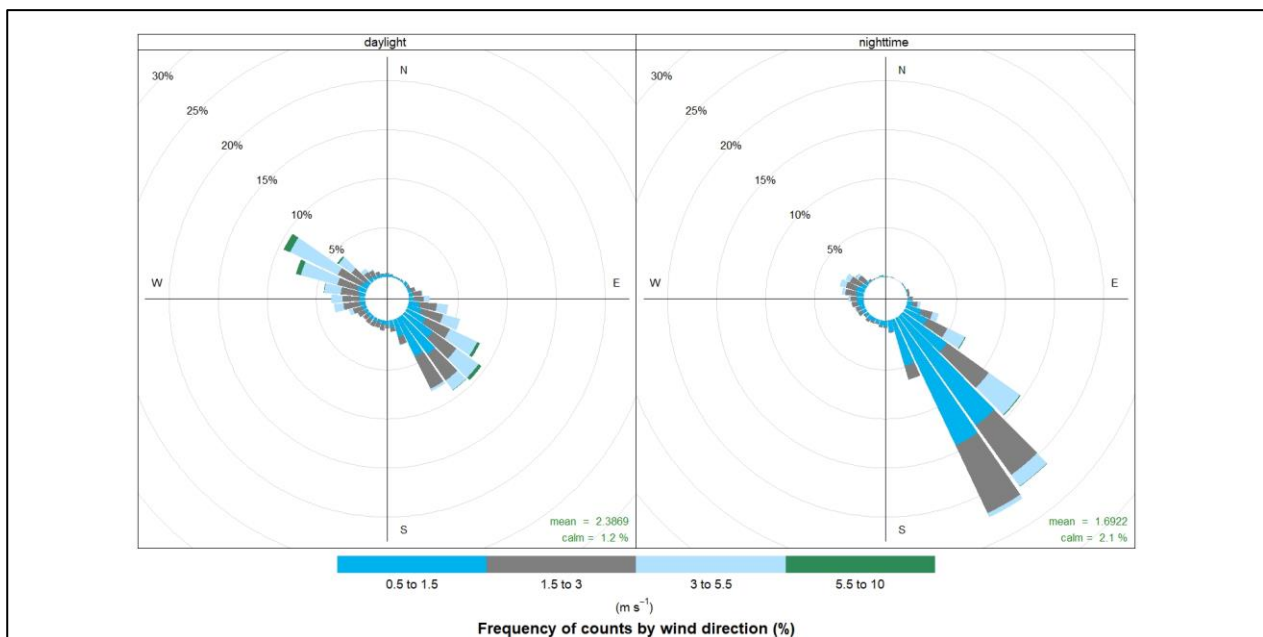 daylight
nighttime
N
30%
25%
20%
15%
10%
5%
W
E
S
mean = 2.3869
calm = 1.2 %
N
30%
25%
20%
15%
10%
5%
W
E
S
mean = 1.6922
calm = 2.1 %
0.5 to 1.5
1.5 to 3
3 to 5.5
5.5 to 10
(m s⁻¹)
Frequency of counts by wind direction (%)